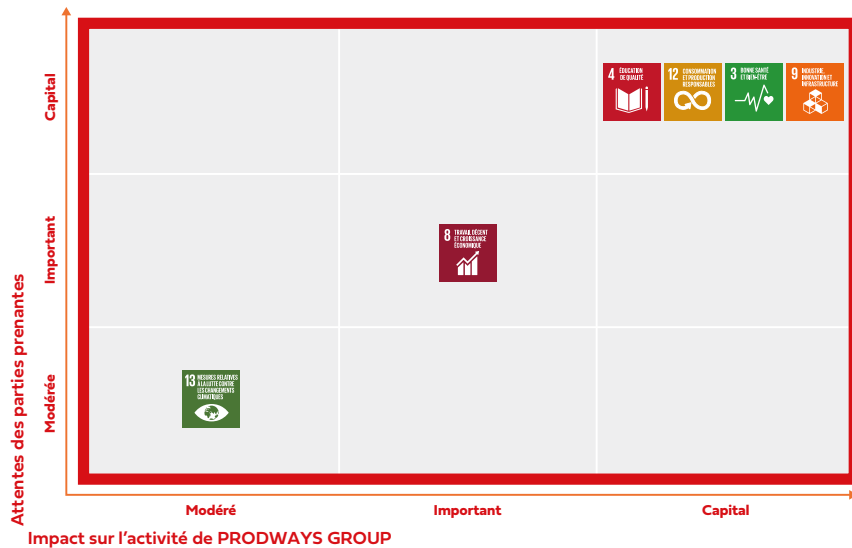 Attentes des parties prenantes
Capital
Important
Modérée
4 ÉDUCATION
DE QUALITÉ
12 CONSOMMATION
ET PRODUCTION
RESPONSABLES
3 BONNE SANTÉ
ET BIEN-ÊTRE
9 INDUSTRIE,
INNOVATION ET
INFRASTRUCTURE
8 TRAVAIL DÉCENT
ET CROISSANCE
ÉCONOMIQUE
13 MESURES RELATIVES
À LA LUTTE CONTRE
LES CHANGEMENTS
CLIMATIQUES
Modéré
Important
Capital
Impact sur l'activité de PRODWAYS GROUP